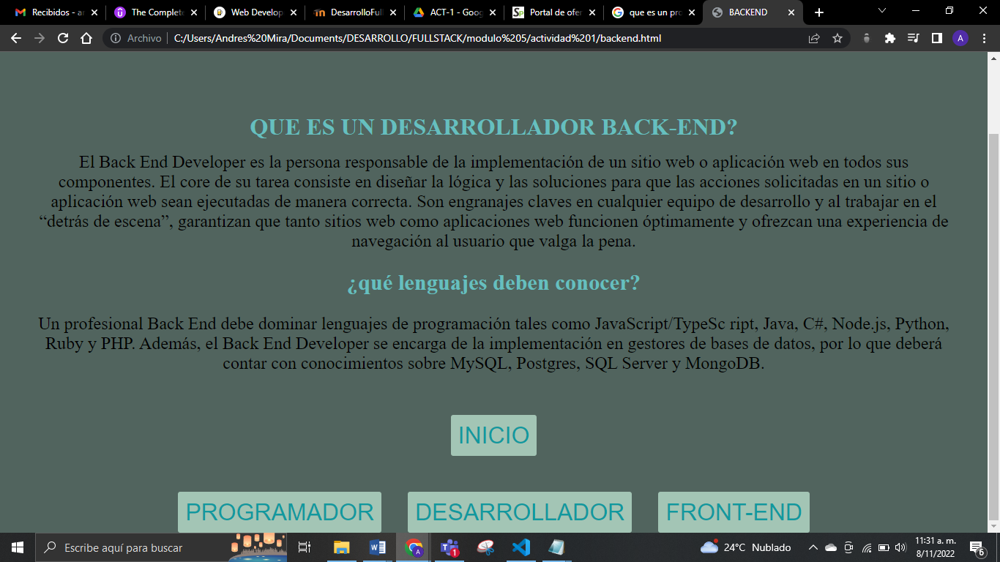 Recibidos - an
The Complete
Web Develop
DesarrolloFull
ACT-1 - Goog
Portal de ofer
que es un pro
BACKEND
Archivo
C:/Users/Andres%20Mira/Documents/DESARROLLO/FULLSTACK/modulo%205/actividad%201/backend.html
A
QUE ES UN DESARROLLADOR BACK-END?
El Back End Developer es la persona responsable de la implementación de un sitio web o aplicación web en todos sus
componentes. El core de su tarea consiste en diseñar la lógica y las soluciones para que las acciones solicitadas en un sitio o
aplicación web sean ejecutadas de manera correcta. Son engranajes claves en cualquier equipo de desarrollo y al trabajar en el
“detrás de escena”, garantizan que tanto sitios web como aplicaciones web funcionen óptimamente y ofrezcan una experiencia de
navegación al usuario que valga la pena.
¿qué lenguajes deben conocer?
Un profesional Back End debe dominar lenguajes de programación tales como JavaScript/TypeSc ript, Java, C#, Node.js, Python,
Ruby y PHP. Además, el Back End Developer se encarga de la implementación en gestores de bases de datos, por lo que deberá
contar con conocimientos sobre MySQL, Postgres, SQL Server y MongoDB.
INICIO
PROGRAMADOR DESARROLLADOR FRONT-END
Escribe aquí para buscar
24°C Nublado
11:31 a. m.
8/11/2022
6